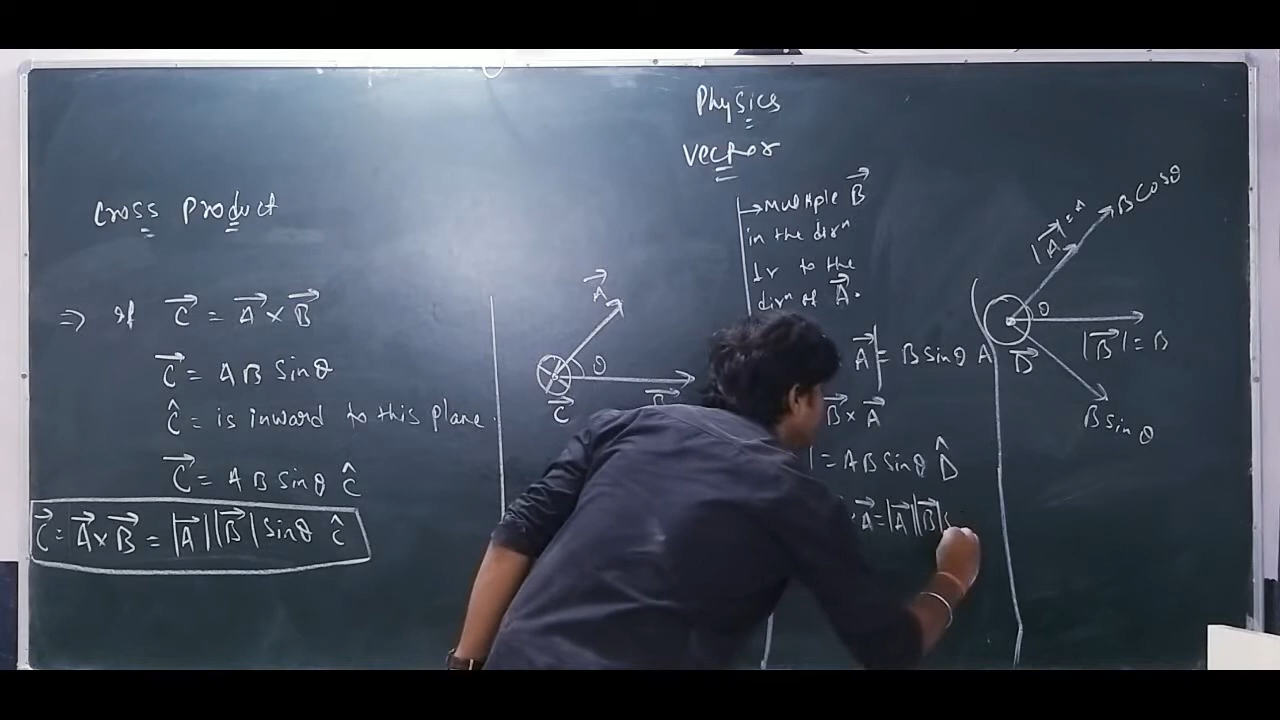 Physics
Vector
Cross Product
⇒ If C⃗ = A⃗ × B⃗
C⃗ = AB Sinθ
Ĉ = is inward to this plane.
C⃗ = AB Sinθ Ĉ
C⃗ = A⃗×B⃗ = |A⃗||B⃗| Sinθ ĉ
A⃗
θ
C⃗
B⃗
→ Multiple B⃗
in the dirⁿ
to the
dirⁿ of A⃗.
A⃗| = B sinθ A
B⃗ × A⃗
| = AB Sinθ D̂
A⃗ = |A⃗||B⃗| S
B Cosθ
|A⃗| = A
θ
|B⃗| = B
D⃗
B Sinθ